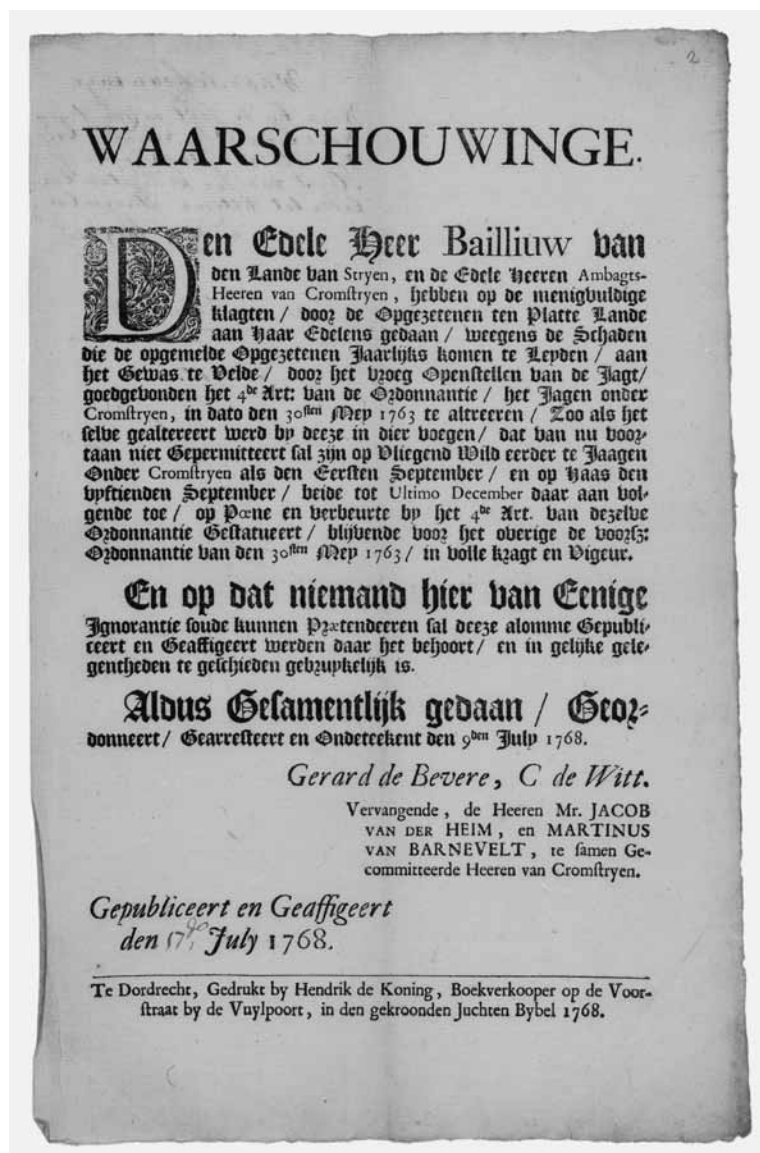 2
WAARSCHOUWINGE.
Den Edele Heer Bailliuw van
den Lande van Stryen, en de Edele Heeren Ambagts-
Heeren van Cromstryen, hebben op de menigvuldige
klagten / door de Opgezetenen ten Platte Lande
aan Haar Edelens gedaan / weegens de Schaden
die de opgemelde Opgezetenen Jaarlijks komen te Leyden / aan
het Gewas te Velde / door het vroeg Openstellen van de Jagt /
goedgevonden het 4de Art: van de Ordonnantie / het Jagen onder
Cromstryen, in dato den 30sten Mey 1763 te altreeren / Zoo als het
selve gealtereert werd by deeze in dier voegen / dat van nu voor-
taan niet Gepermitteert sal zijn op Vliegend Wild eerder te Jaagen
Onder Cromstryen als den Eersten September / en op Haas den
vyftienden September / beide tot Ultimo December daar aan vol-
gende toe / op Pœne en verbeurte by het 4de Art. van dezelve
Ordonnantie Gestatueert / blijvende voor het overige de voorsz:
Ordonnantie van den 30sten Mey 1763 / in volle kragt en Vigeur.
En op dat niemand hier van Eenige
Ignorantie soude kunnen Prætendeeren sal deeze alomme Gepubli-
ceert en Geaffigeert werden daar het behoort / en in gelijke gele-
gentheden te geschieden gebruykelijk is.
Aldus Gesamentlijk gedaan / Geor-
donneert / Gearresteert en Ondeteekent den 9den July 1768.
Gerard de Bevere, C de Witt.
Vervangende, de Heeren Mr. JACOB
VAN DER HEIM, en MARTINUS
VAN BARNEVELT, te samen Ge-
committeerde Heeren van Cromstryen.
Gepubliceert en Geaffigeert
den 17 July 1768.
Te Dordrecht, Gedrukt by Hendrik de Koning, Boekverkooper op de Voor-
straat by de Vuylpoort, in den gekroonden Juchten Bybel 1768.